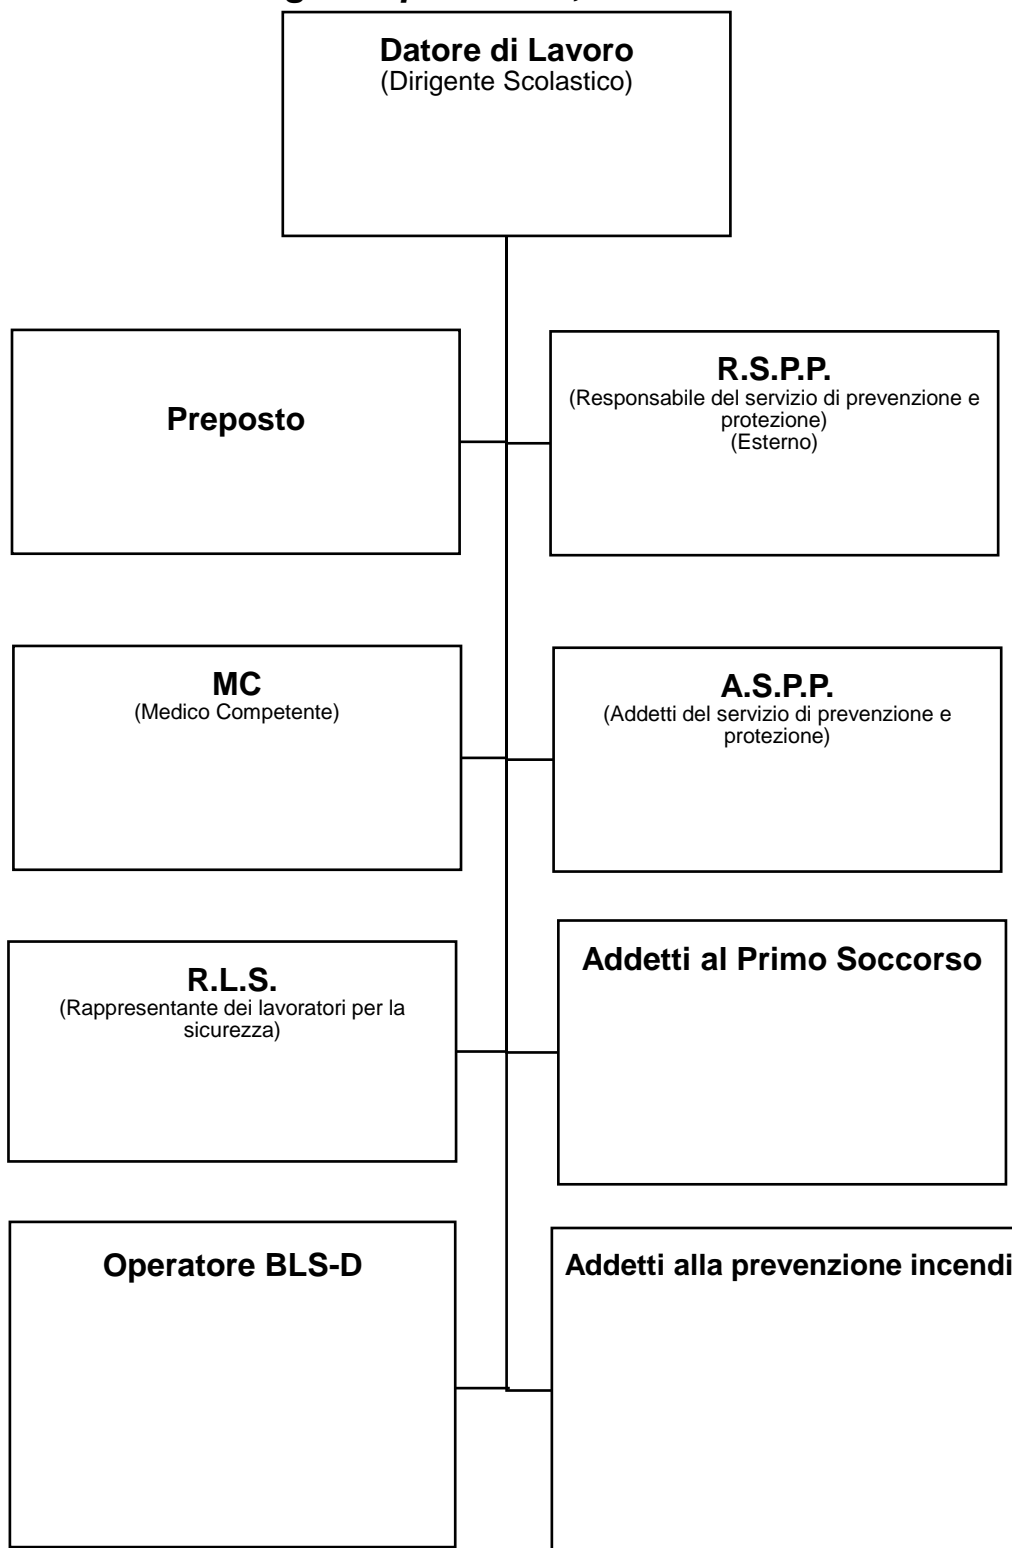 Datore di Lavoro
(Dirigente Scolastico)
Preposto
R.S.P.P.
(Responsabile del servizio di prevenzione e
protezione)
(Esterno)
MC
(Medico Competente)
A.S.P.P.
(Addetti del servizio di prevenzione e
protezione)
R.L.S.
(Rappresentante dei lavoratori per la
sicurezza)
Addetti al Primo Soccorso
Operatore BLS-D
Addetti alla prevenzione incendi